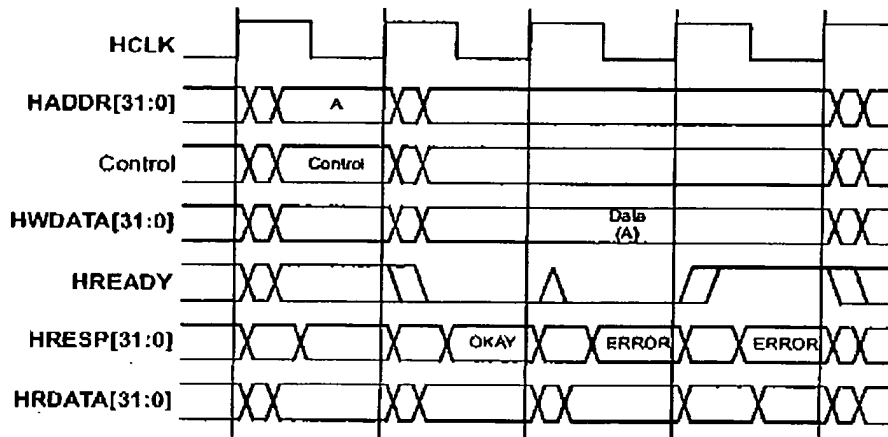 HCLK
HADDR[31:0] A
Control Control
HWDATA[31:0] Data
(A)
HREADY
HRESP[31:0] OKAY ERROR ERROR
HRDATA[31:0]